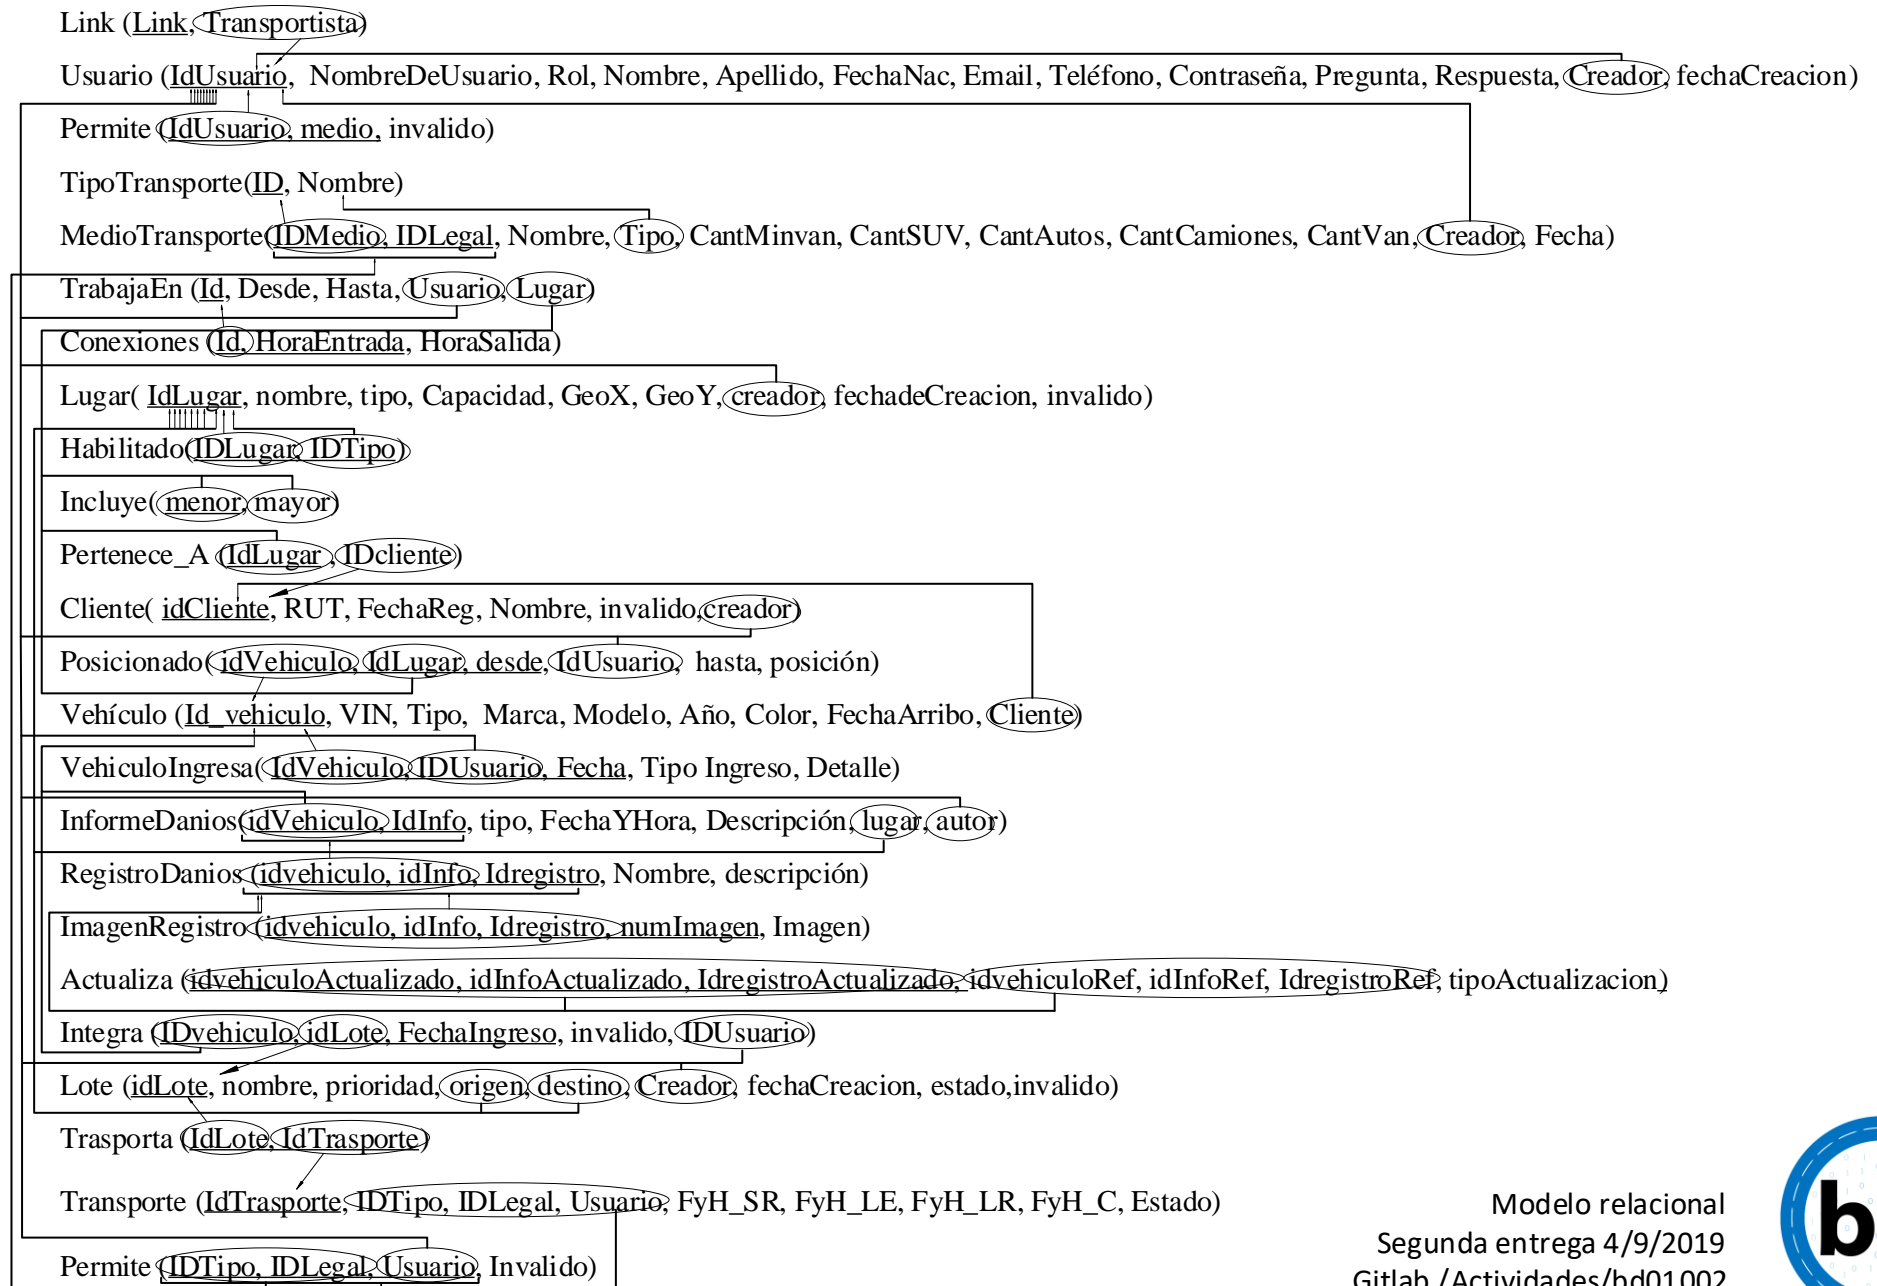 Link (Link, Transportista)
Usuario (IdUsuario, NombreDeUsuario, Rol, Nombre, Apellido, FechaNac, Email, Teléfono, Contraseña, Pregunta, Respuesta, Creador, fechaCreacion)
Permite (IdUsuario, medio, invalido)
TipoTransporte(ID, Nombre)
MedioTransporte(IDMedio, IDLegal, Nombre, Tipo, CantMinvan, CantSUV, CantAutos, CantCamiones, CantVan, Creador, Fecha)
TrabajaEn (Id, Desde, Hasta, Usuario, Lugar)
Conexiones (Id, HoraEntrada, HoraSalida)
Lugar( IdLugar, nombre, tipo, Capacidad, GeoX, GeoY, creador, fechadeCreacion, invalido)
Habilitado(IDLugar, IDTipo)
Incluye( menor, mayor)
Pertenece_A (IdLugar , IDcliente)
Cliente( idCliente, RUT, FechaReg, Nombre, invalido,creador)
Posicionado( idVehiculo, IdLugar, desde, IdUsuario, hasta, posición)
Vehículo (Id_vehiculo, VIN, Tipo, Marca, Modelo, Año, Color, FechaArribo, Cliente)
VehiculoIngresa( IdVehiculo, IDUsuario, Fecha, Tipo Ingreso, Detalle)
InformeDanios(idVehiculo, IdInfo, tipo, FechaYHora, Descripción, lugar, autor)
RegistroDanios (idvehiculo, idInfo, Idregistro, Nombre, descripción)
ImagenRegistro (idvehiculo, idInfo, Idregistro, numImagen, Imagen)
Actualiza (idvehiculoActualizado, idInfoActualizado, IdregistroActualizado, idvehiculoRef, idInfoRef, IdregistroRef, tipoActualizacion)
Integra (IDvehiculo, idLote, FechaIngreso, invalido, IDUsuario)
Lote (idLote, nombre, prioridad, origen, destino, Creador, fechaCreacion, estado,invalido)
Trasporta (IdLote, IdTrasporte)
Transporte (IdTrasporte, IDTipo, IDLegal, Usuario, FyH_SR, FyH_LE, FyH_LR, FyH_C, Estado)
Permite (IDTipo, IDLegal, Usuario, Invalido)
Modelo relacional
Segunda entrega 4/9/2019
Gitlab /Actividades/bd01002
b